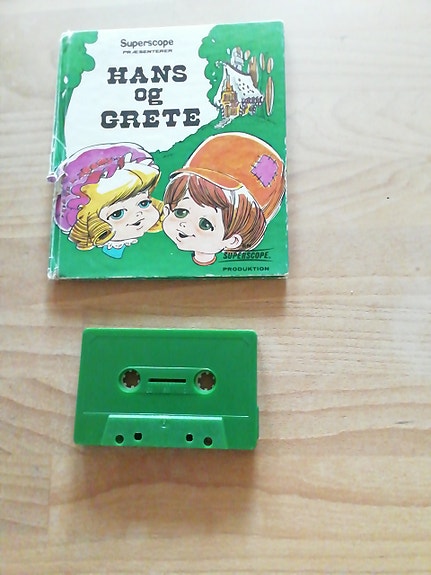 Superscope
PRÆSENTERER
HANS
og
GRETE
SUPERSCOPE.
PRODUKTION